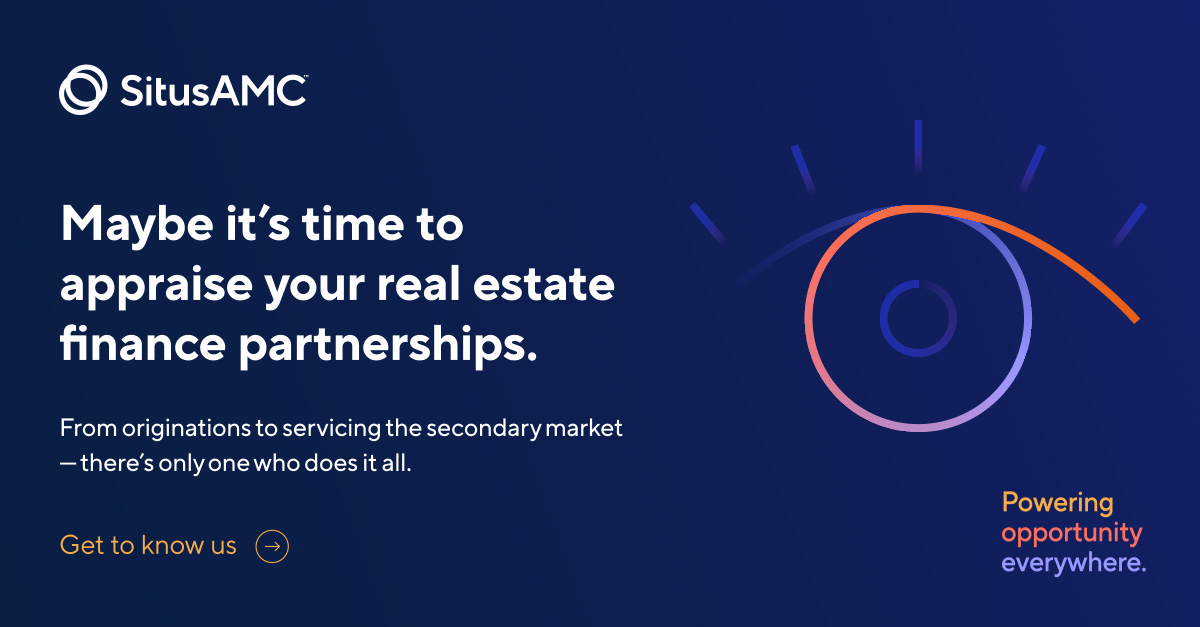 SitusAMC™
Maybe it’s time to
appraise your real estate
finance partnerships.
From originations to servicing the secondary market
— there’s only one who does it all.
Get to know us
Powering
opportunity
everywhere.